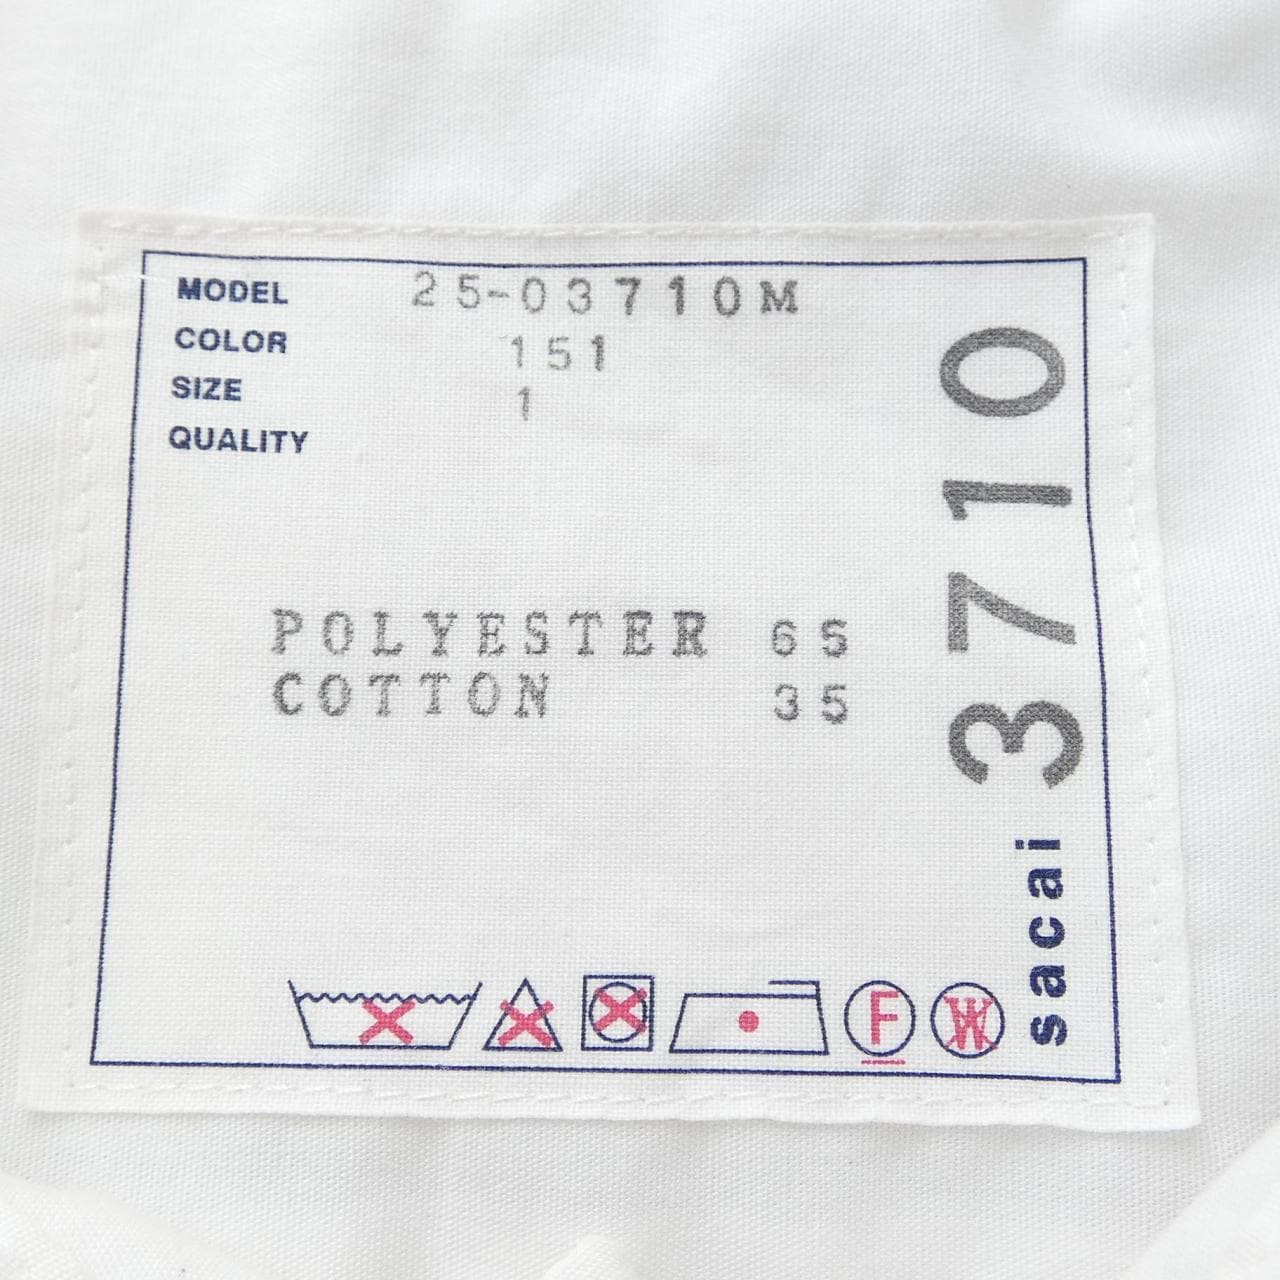 MODEL 25-03710M
COLOR 151
SIZE 1
QUALITY
POLYESTER 65
COTTON 35
F
W
sacai 3710